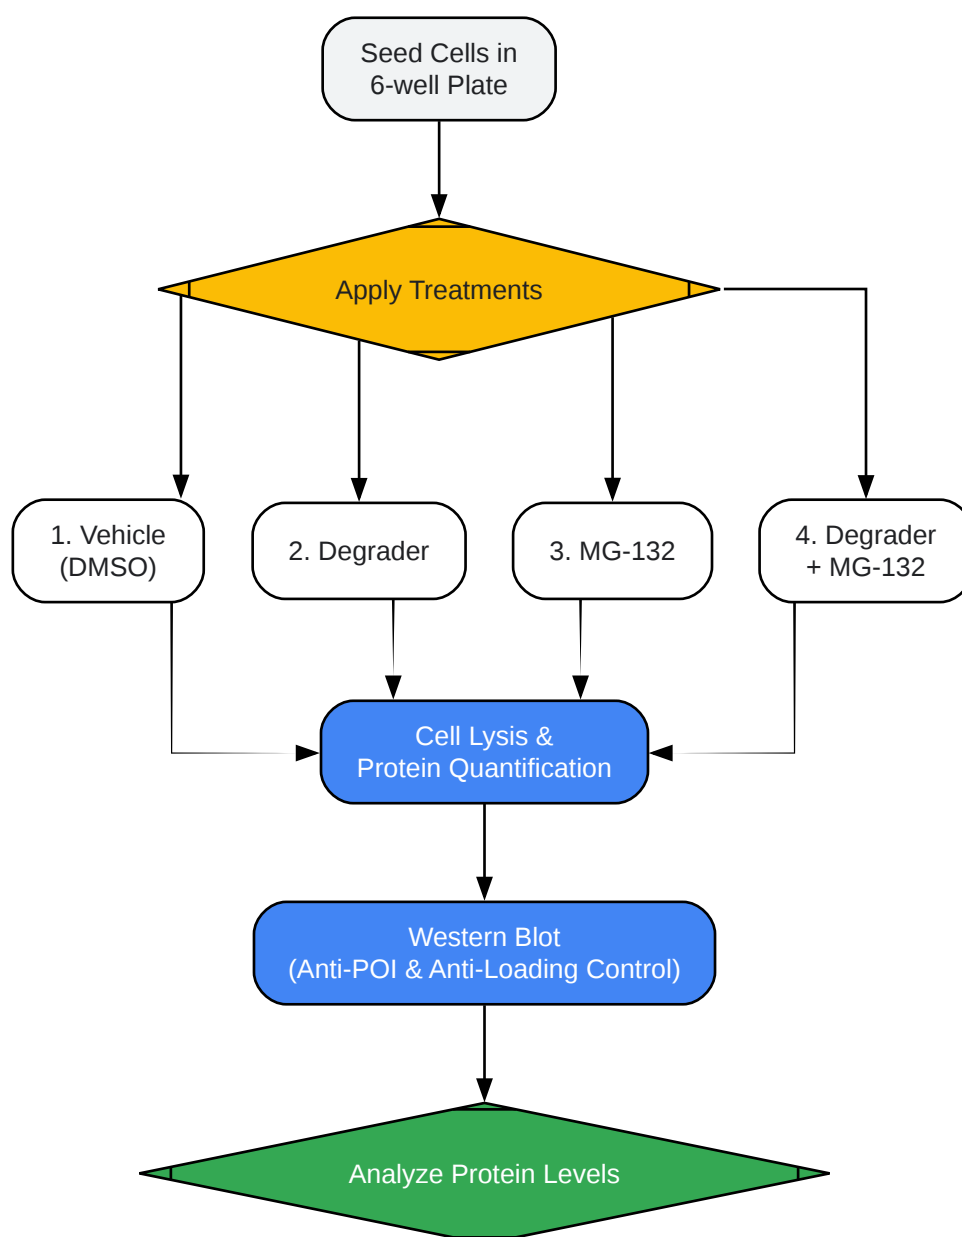 Seed Cells in
6-well Plate
Apply Treatments
1. Vehicle
(DMSO)
2. Degrader
3. MG-132
4. Degrader
+ MG-132
Cell Lysis &
Protein Quantification
Western Blot
(Anti-POI & Anti-Loading Control)
Analyze Protein Levels